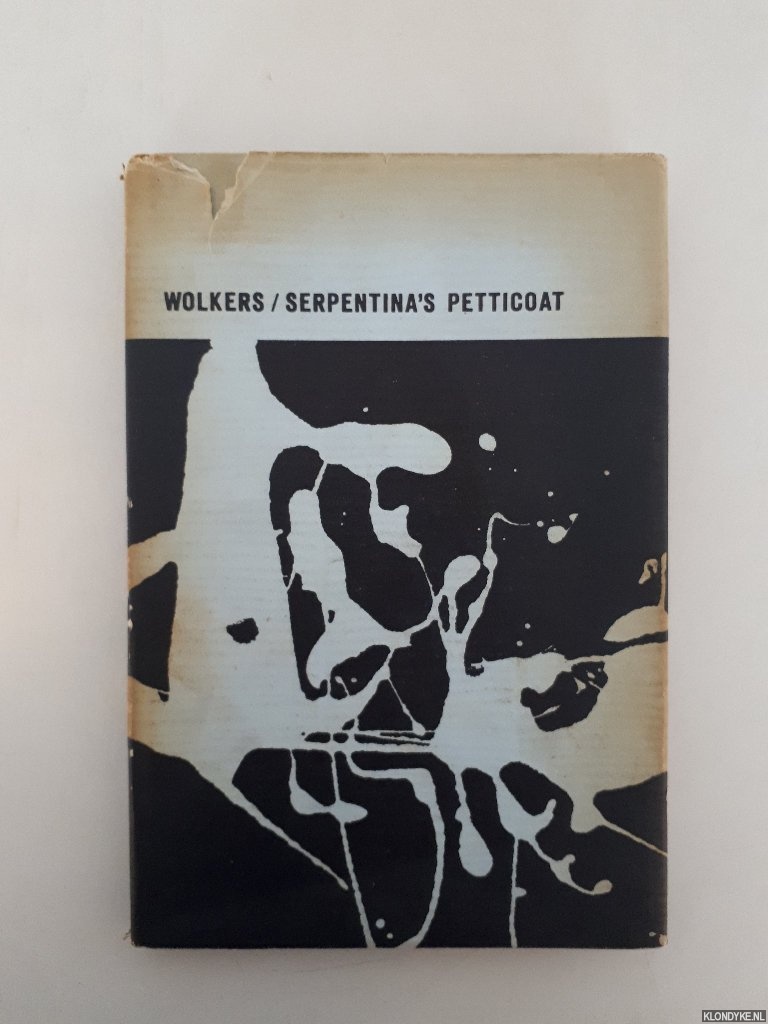 WOLKERS / SERPENTINA'S PETTICOAT
KLONDYKE.NL